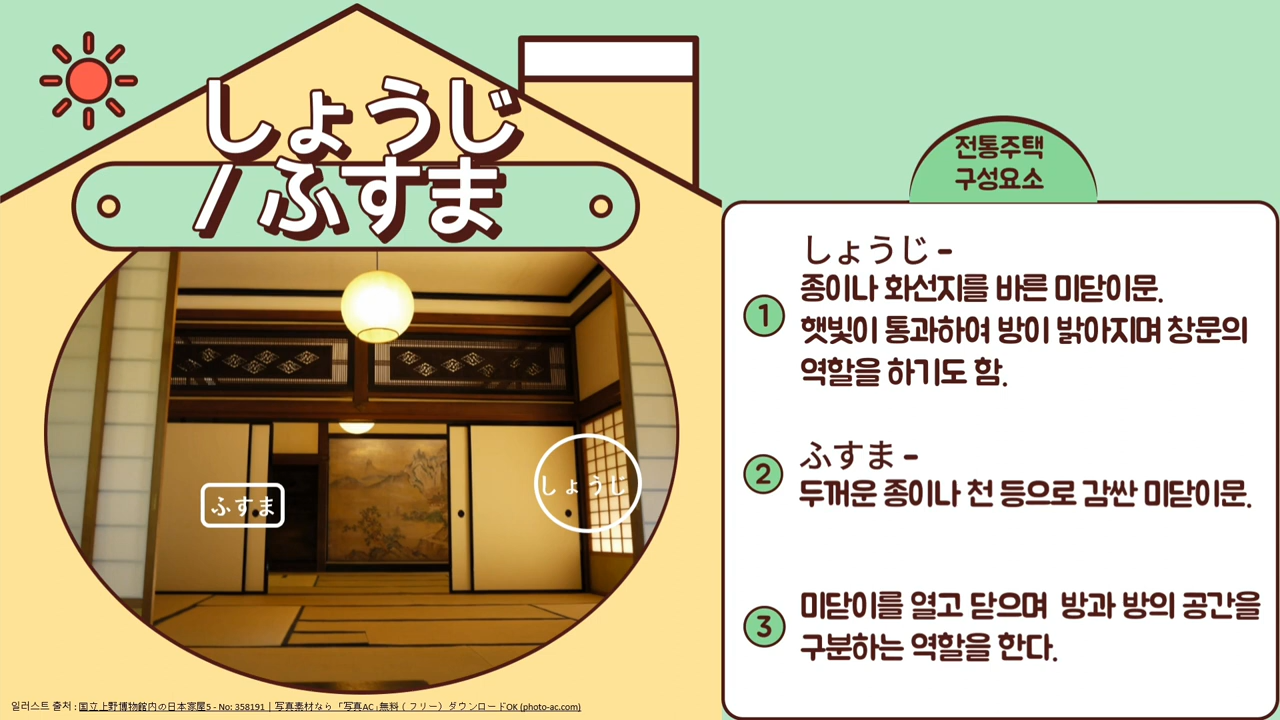 しょうじ
/ ふすま
ふすま
しょうじ
일러스트 출처 : 国立上野博物館内の日本家屋5 - No: 358191｜写真素材なら「写真AC」無料（フリー）ダウンロードOK (photo-ac.com)
전통주택
구성요소
1
しょうじ -
종이나 화선지를 바른 미닫이문.
햇빛이 통과하여 방이 밝아지며 창문의
역할을 하기도 함.
2
ふすま -
두꺼운 종이나 천 등으로 감싼 미닫이문.
3
미닫이를 열고 닫으며 방과 방의 공간을
구분하는 역할을 한다.